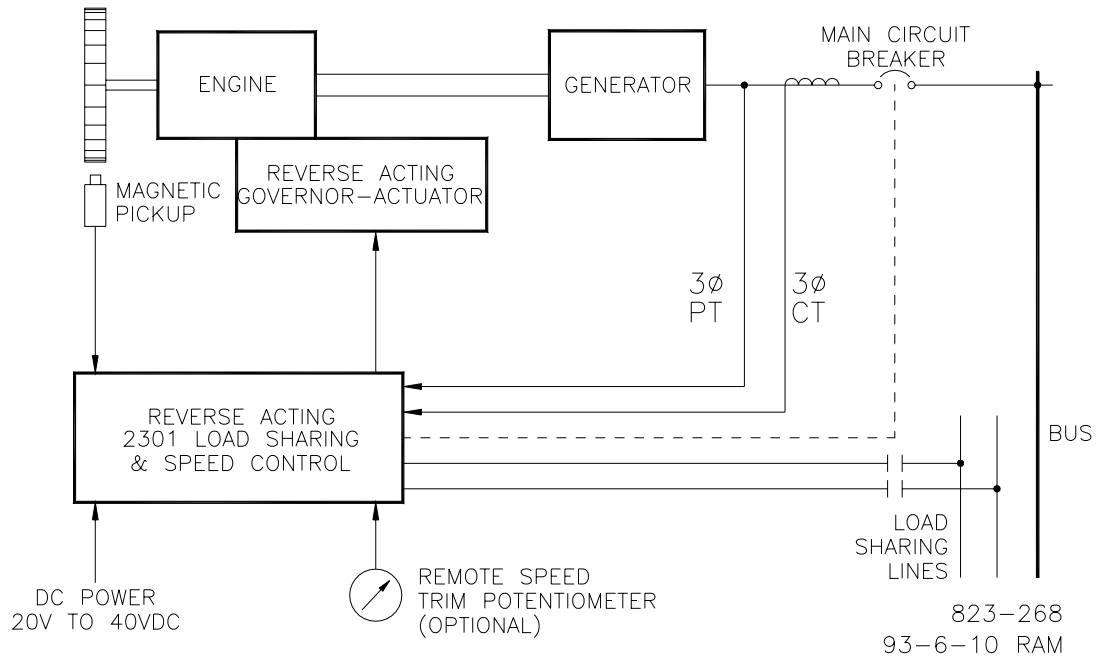 MAIN CIRCUIT
BREAKER
ENGINE
GENERATOR
REVERSE ACTING
GOVERNOR-ACTUATOR
MAGNETIC
PICKUP
3ø
PT
3ø
CT
REVERSE ACTING
2301 LOAD SHARING
& SPEED CONTROL
BUS
LOAD
SHARING
LINES
DC POWER
20V TO 40VDC
REMOTE SPEED
TRIM POTENTIOMETER
(OPTIONAL)
823-268
93-6-10 RAM